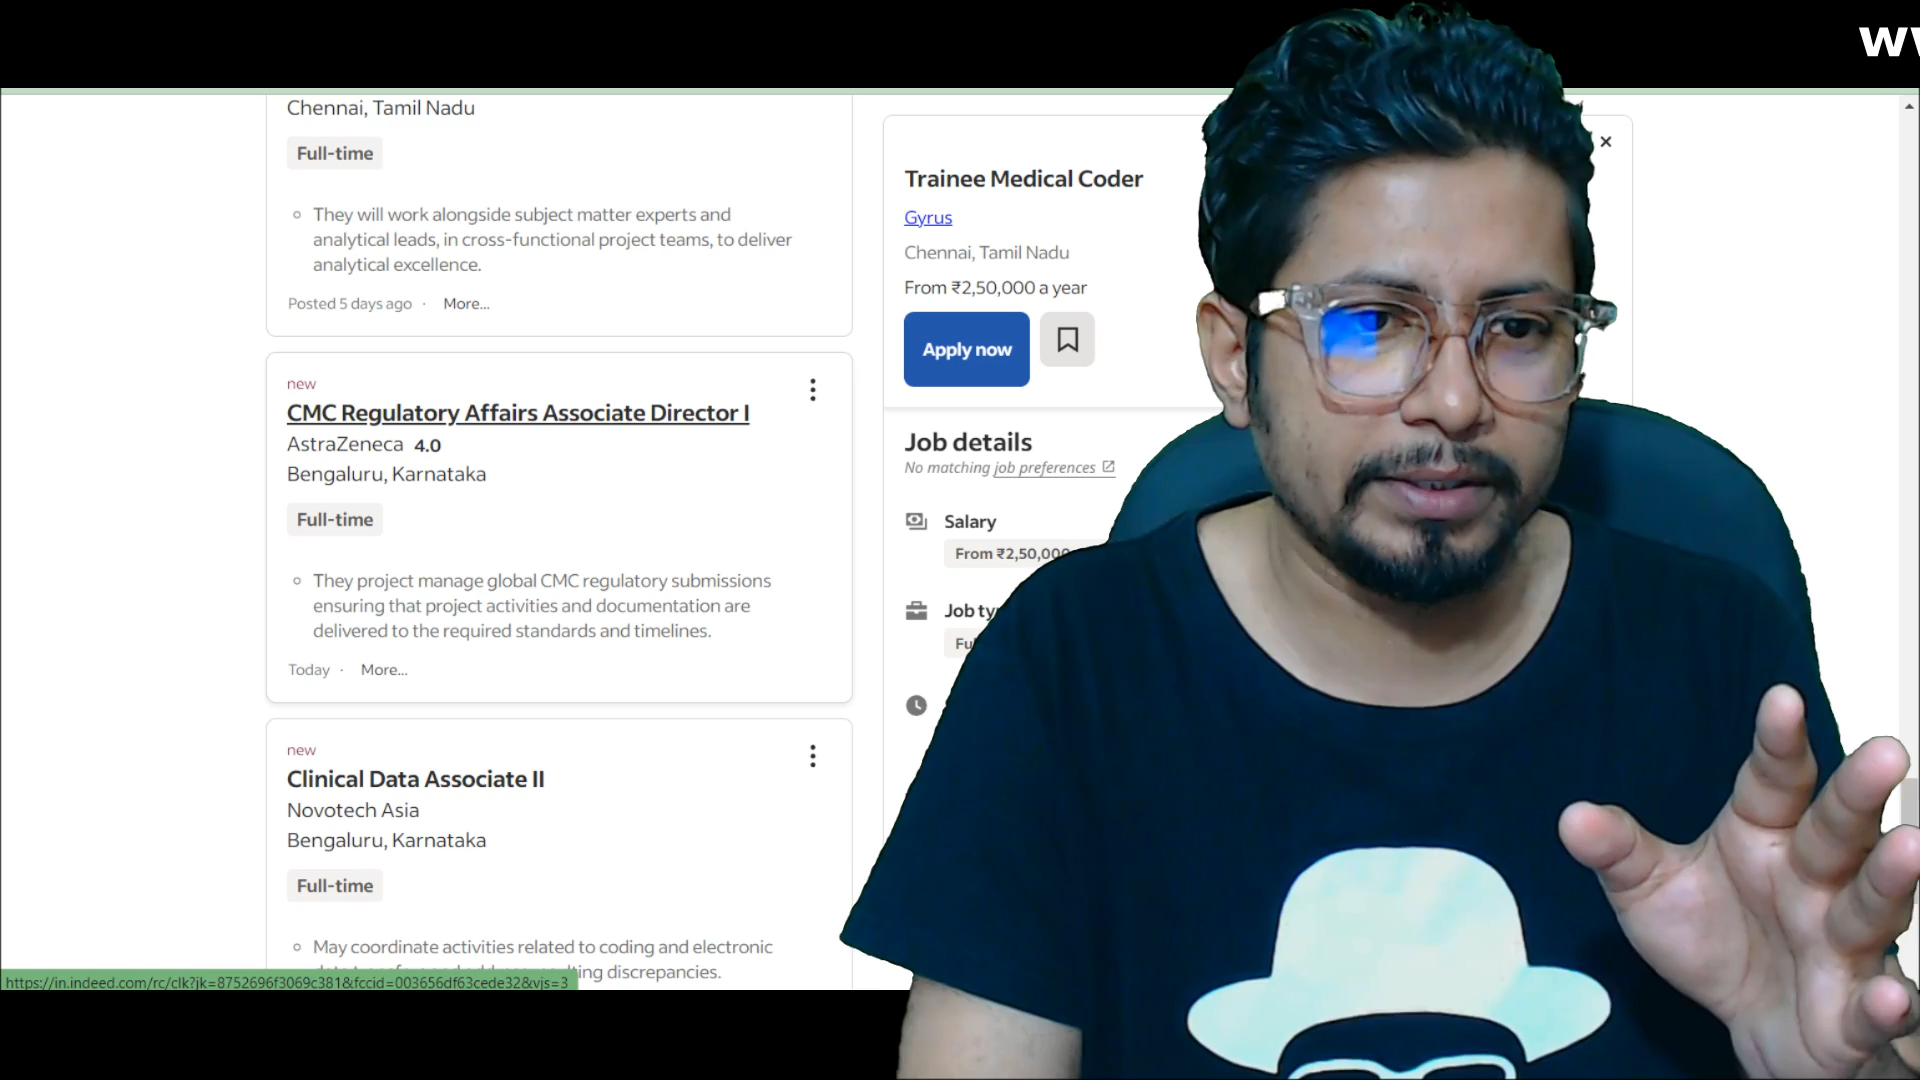 Chennai, Tamil Nadu
Full-time
They will work alongside subject matter experts and
analytical leads, in cross-functional project teams, to deliver
analytical excellence.
Posted 5 days ago · More...
new
CMC Regulatory Affairs Associate Director I
AstraZeneca 4.0
Bengaluru, Karnataka
Full-time
They project manage global CMC regulatory submissions
ensuring that project activities and documentation are
delivered to the required standards and timelines.
Today · More...
new
Clinical Data Associate II
Novotech Asia
Bengaluru, Karnataka
Full-time
May coordinate activities related to coding and electronic
discrepancies.
https://in.indeed.com/rc/clk?jk=8752696f3069c381&fccid=003656df63cede32&vjs=3
Trainee Medical Coder
Gyrus
Chennai, Tamil Nadu
From ₹2,50,000 a year
Apply now
Job details
No matching job preferences
Salary
From ₹2,50,000
Job